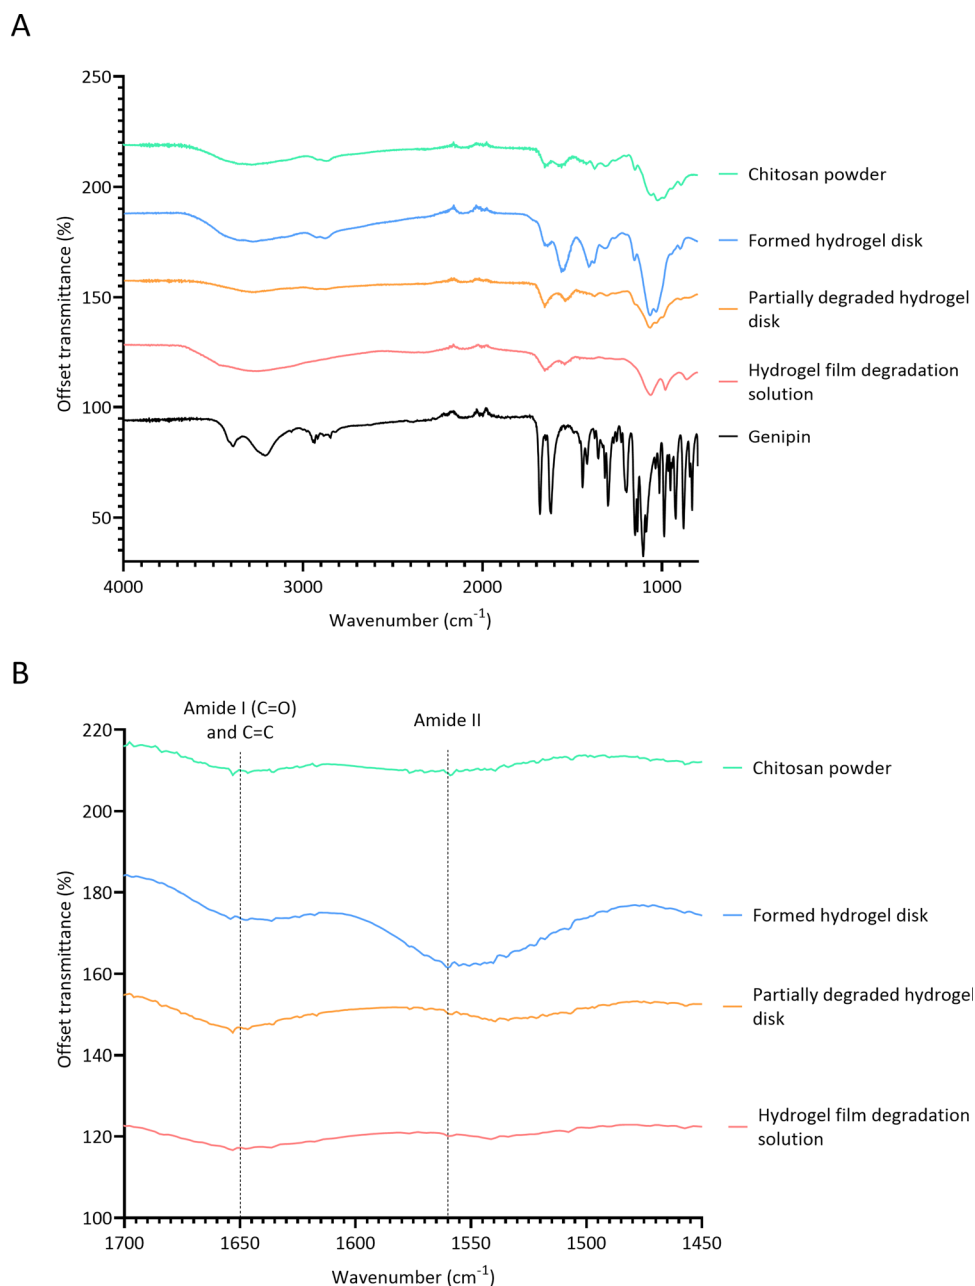 A
250
200
150
100
50
Offset transmittance (%)
4000
3000
2000
1000
Wavenumber (cm-1)
Chitosan powder
Formed hydrogel disk
Partially degraded hydrogel
disk
Hydrogel film degradation
solution
Genipin
B
Amide I (C=O)
and C=C
Amide II
220
200
180
160
140
120
100
Offset transmittance (%)
1700
1650
1600
1550
1500
1450
Wavenumber (cm-1)
Chitosan powder
Formed hydrogel disk
Partially degraded hydrogel
disk
Hydrogel film degradation
solution